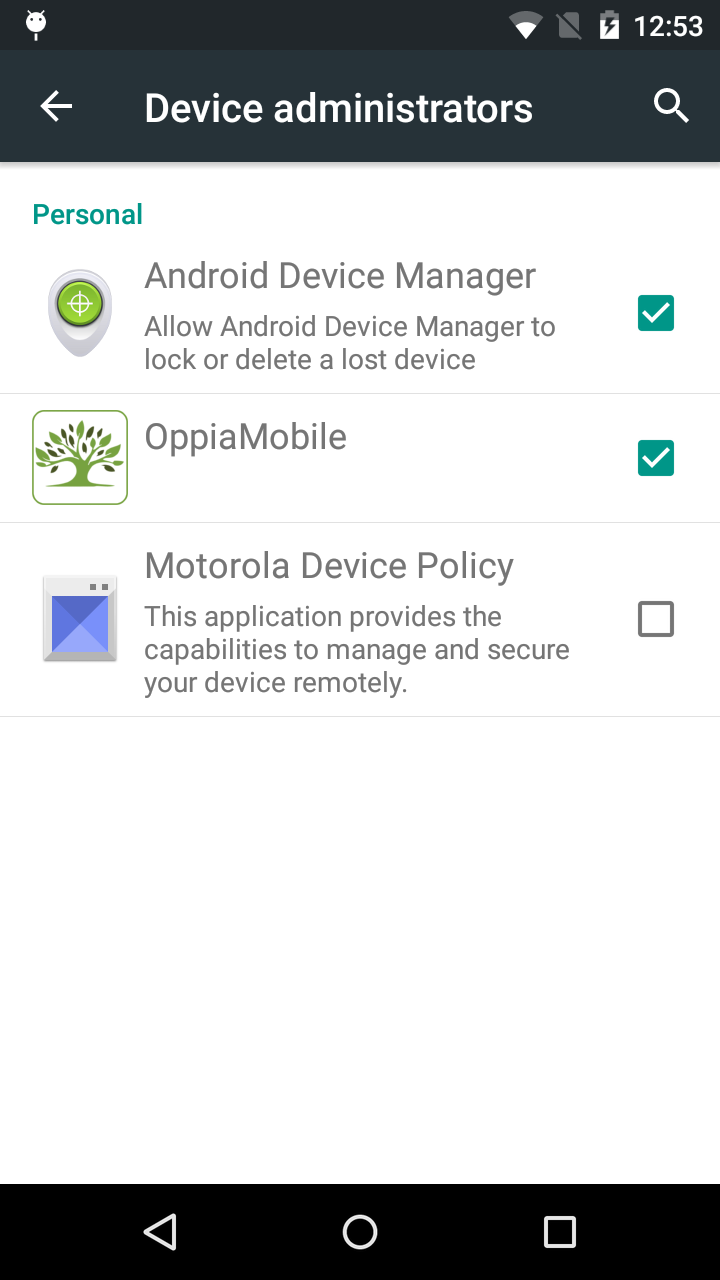 12:53
Device administrators
Personal
Android Device Manager
Allow Android Device Manager to
lock or delete a lost device
OppiaMobile
Motorola Device Policy
This application provides the
capabilities to manage and secure
your device remotely.